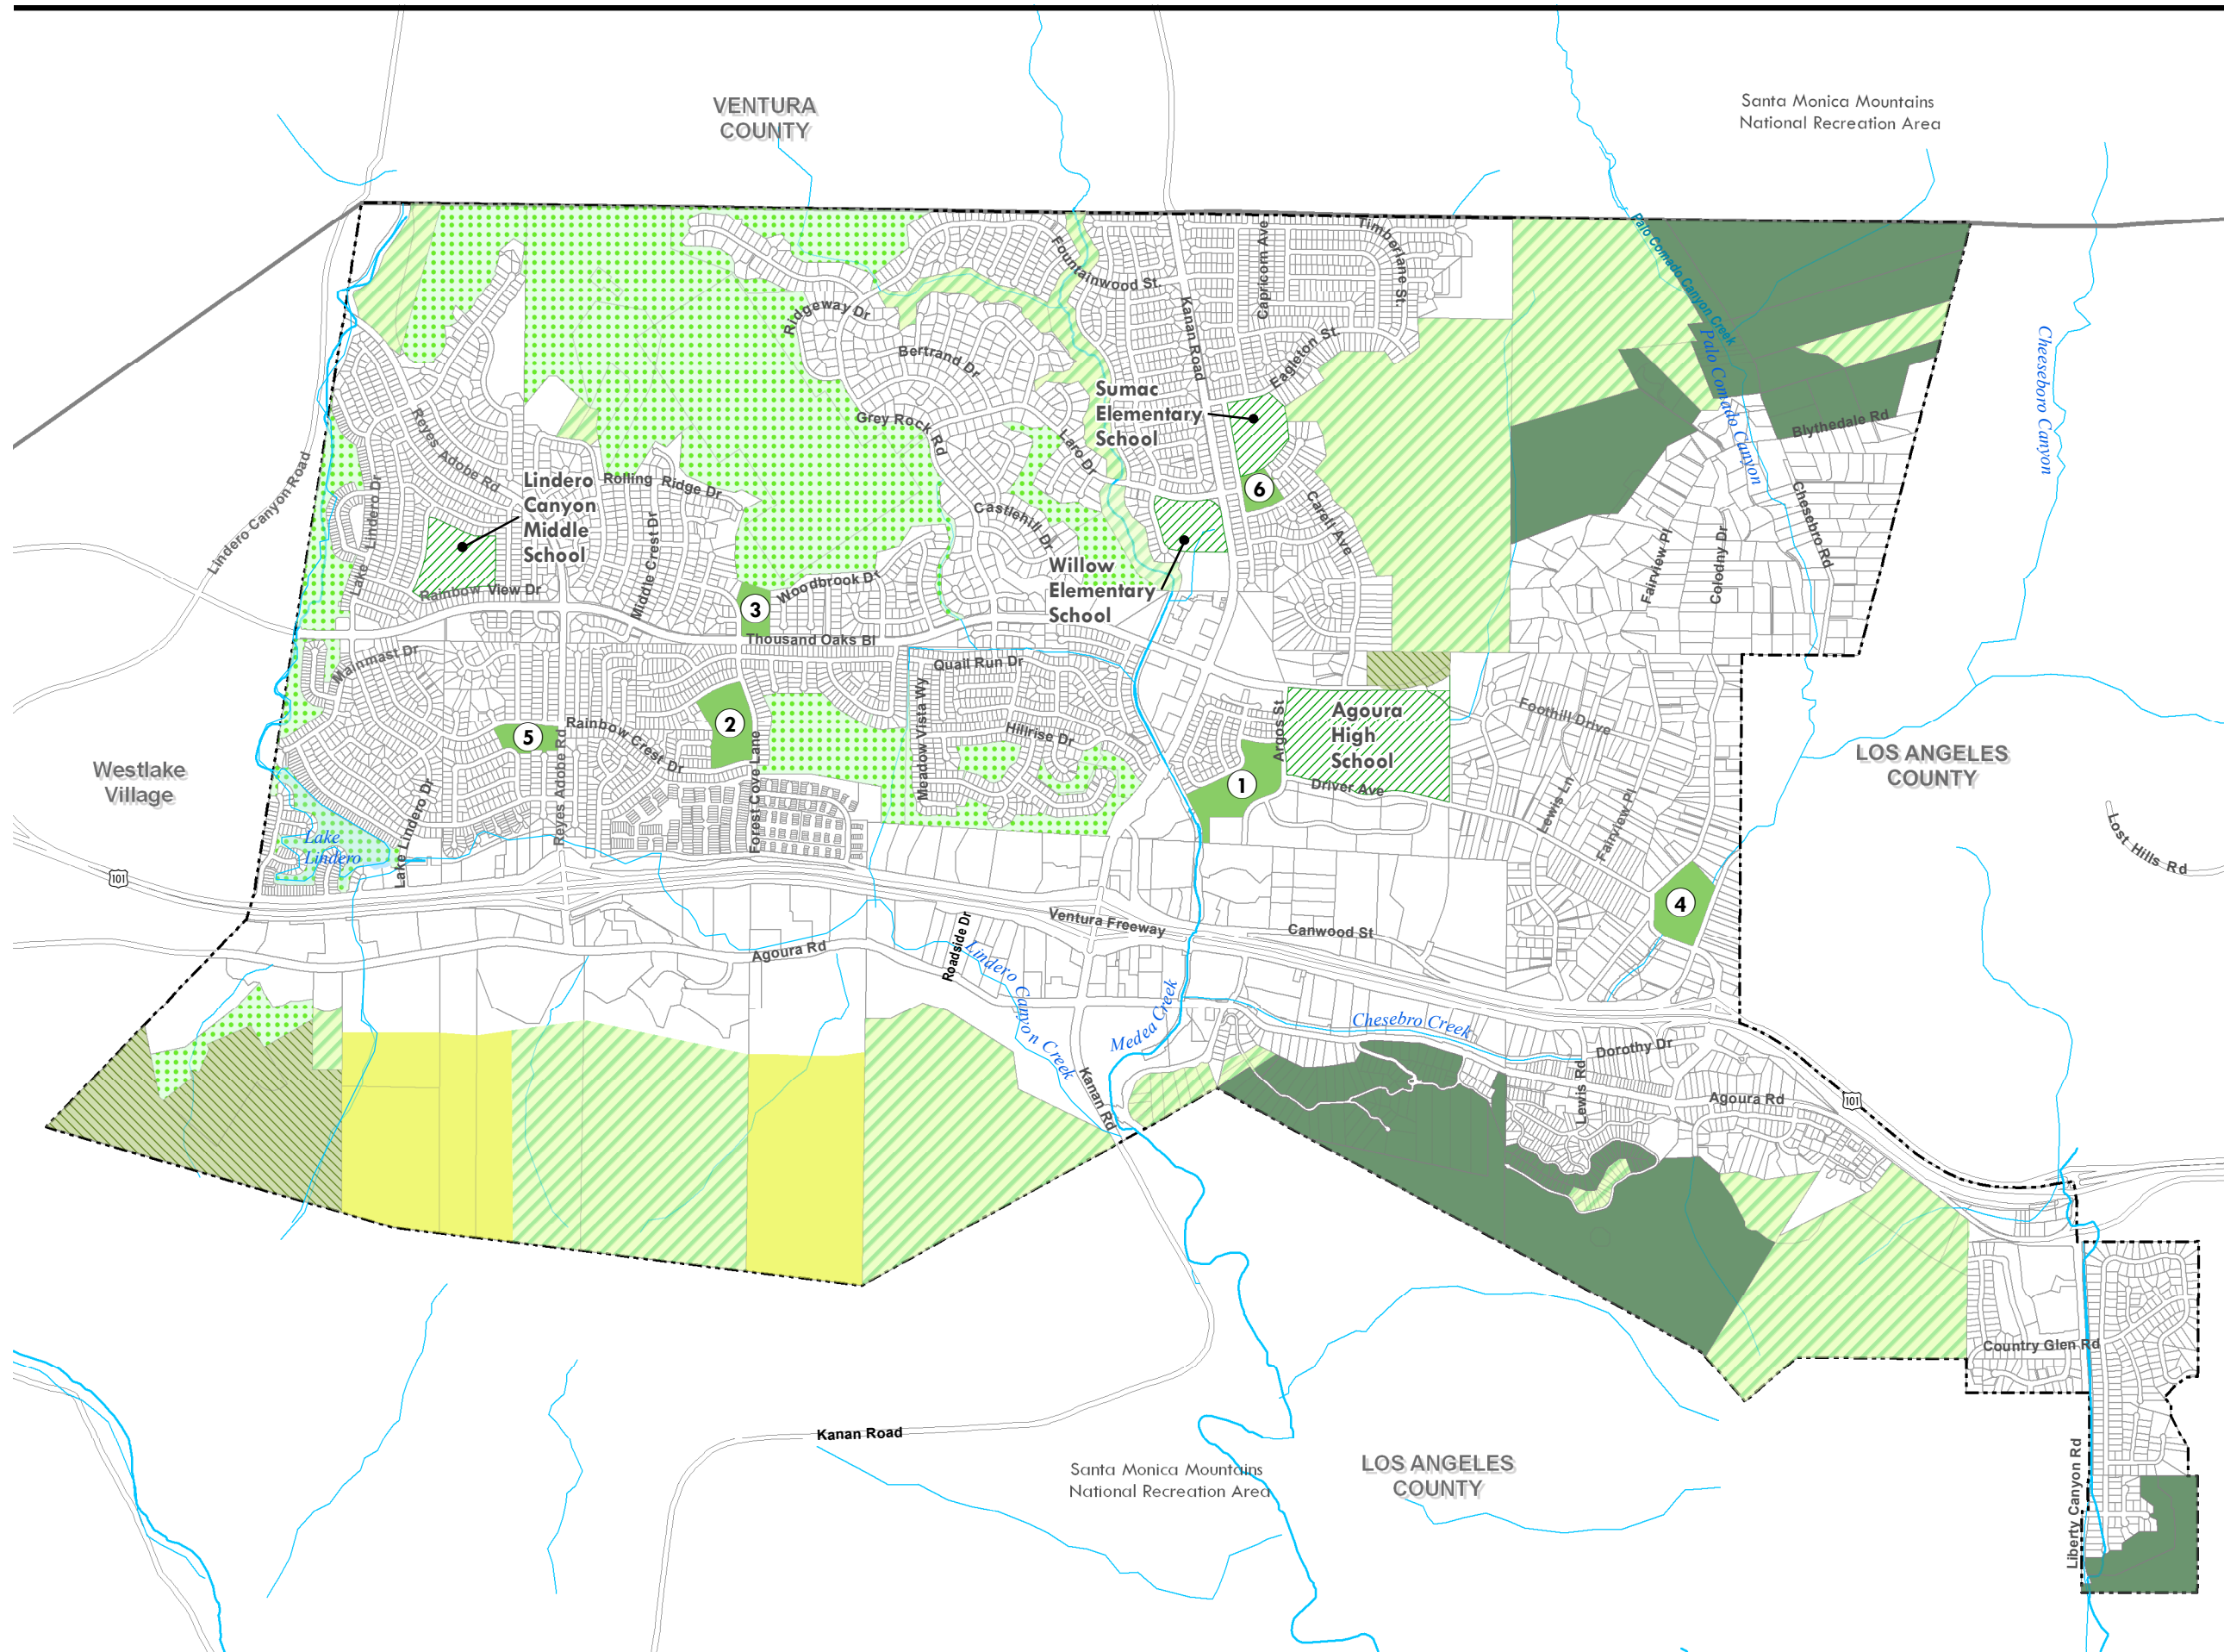 VENTURA
COUNTY
Santa Monica Mountains
National Recreation Area
Palo Comado Canyon Creek
Timberlane St.
Capricorn Ave
Fountainwood St.
Kanan Road
Ridgeway Dr
Bertrand Dr
Eagleton St.
Palo Comado Canyon
Cheeseboro Canyon
Sumac
Elementary
School
Grey Rock Rd
Laro Dr
Blythedale Rd
Reyes Adobe Rd
Lindero Canyon Road
Lindero
Canyon
Middle
School
Rolling Ridge Dr
6
Castlehill Dr
Carell Ave
Chesebro Rd
Lake Lindero Dr
Middle Crest Dr
Fairview Pl
Colodny Dr
Willow
Elementary
School
Rainbow View Dr
Woodbrook Dr
3
Thousand Oaks Bl
Mainmast Dr
Quail Run Dr
Meadow Vista Wy
2
5
Rainbow Crest Dr
Reyes Adobe Rd
Forest Cove Lane
Hillrise Dr
Argos St
Agoura
High
School
Foothill Drive
LOS ANGELES
COUNTY
Westlake
Village
1
Driver Ave
Lewis Ln
Fairview Pl
Lake
Lindero
Lake Lindero Dr
Lost Hills Rd
101
4
Ventura Freeway
Canwood St
Agoura Rd
Roadside Dr
Lindero Canyon Creek
Medea Creek
Chesebro Creek
Dorothy Dr
Kanan Rd
Lewis Rd
Agoura Rd
101
Country Glen Rd
Kanan Road
Santa Monica Mountains
National Recreation Area
LOS ANGELES
COUNTY
Liberty Canyon Rd